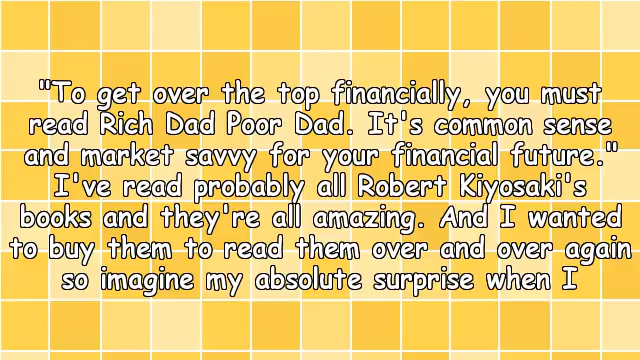 "To get over the top financially, you must
read Rich Dad Poor Dad. It's common sense
and market savvy for your financial future."
I've read probably all Robert Kiyosaki's
books and they're all amazing. And I wanted
to buy them to read them over and over again
so imagine my absolute surprise when I